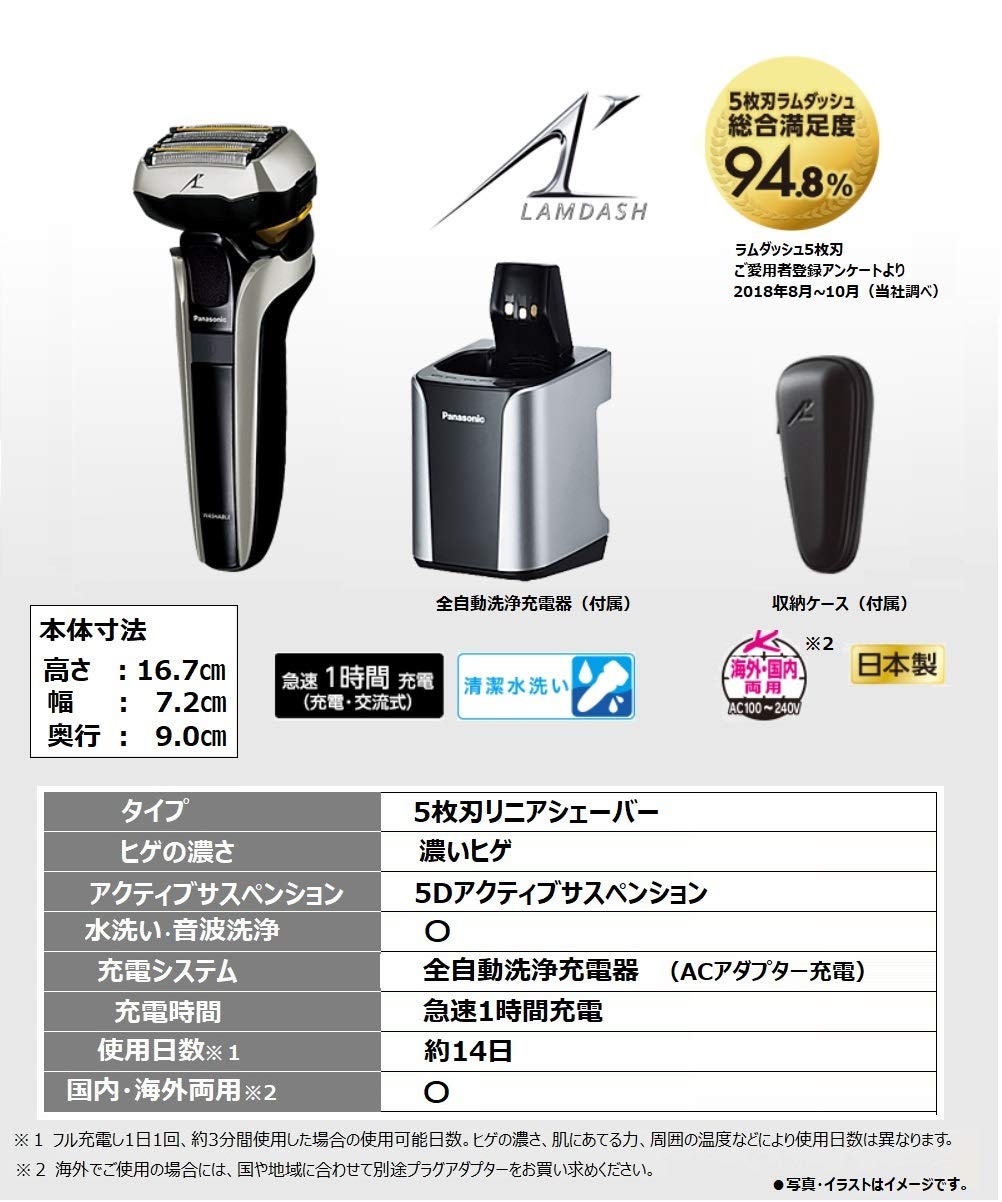 5枚刃ラムダッシュ
総合満足度
94.8%
LAMDASH
ラムダッシュ5枚刃
ご愛用者登録アンケートより
2018年8月~10月（当社調べ）
Panasonic
WASHABLE
Panasonic
全自動洗浄充電器（付属）
収納ケース（付属）
本体寸法
高さ ：16.7㎝
幅 ： 7.2㎝
奥行 ： 9.0㎝
急速 1時間 充電
（充電・交流式）
清潔水洗い
海外・国内
両用
AC100～240V
※2
日本製
タイプ 5枚刃リニアシェーバー
ヒゲの濃さ 濃いヒゲ
アクティブサスペンション 5Dアクティブサスペンション
水洗い・音波洗浄 〇
充電システム 全自動洗浄充電器 （ACアダプター充電）
充電時間 急速1時間充電
使用日数※１ 約14日
国内・海外両用※2 〇
※１ フル充電し1日1回、約3分間使用した場合の使用可能日数。ヒゲの濃さ、肌にあてる力、周囲の温度などにより使用日数は異なります。
※２ 海外でご使用の場合には、国や地域に合わせて別途プラグアダプターをお買い求めください。
●写真・イラストはイメージです。